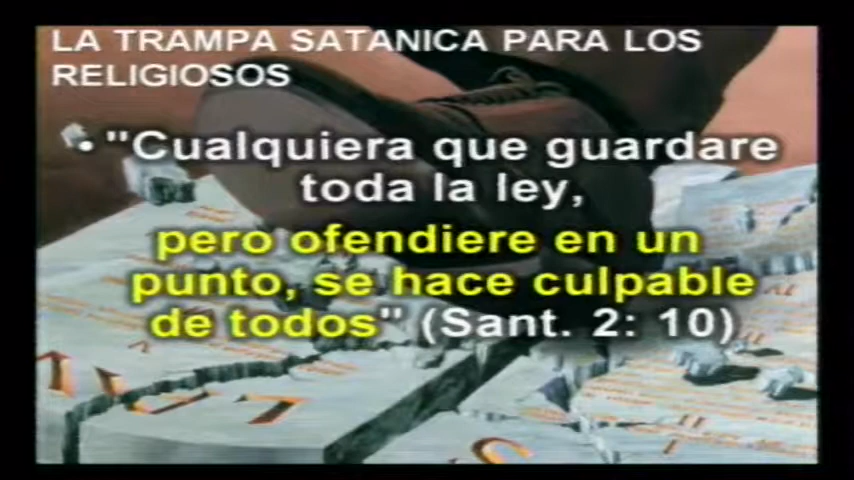 LA TRAMPA SATANICA PARA LOS
RELIGIOSOS
• "Cualquiera que guardare
toda la ley,
pero ofendiere en un
punto, se hace culpable
de todos" (Sant. 2: 10)